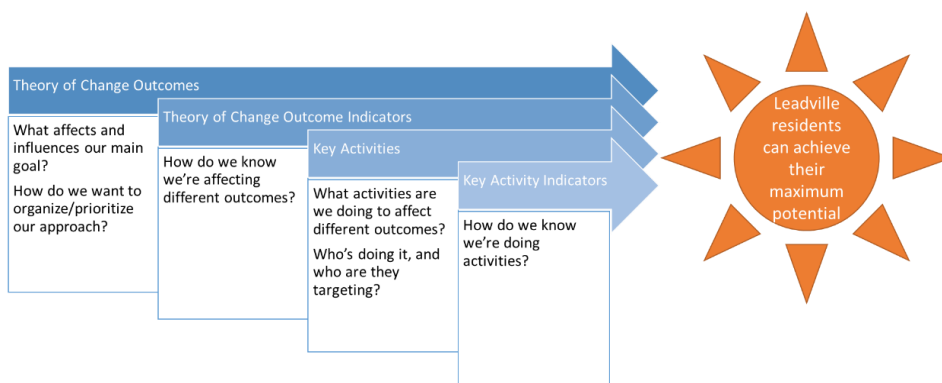 Theory of Change Outcomes
What affects and
influences our main
goal?
How do we want to
organize/prioritize
our approach?
Theory of Change Outcome Indicators
How do we know
we're affecting
different outcomes?
Key Activities
What activities are
we doing to affect
different outcomes?
Who's doing it, and
who are they
targeting?
Key Activity Indicators
How do we know
we're doing
activities?
Leadville
residents
can achieve
their
maximum
potential